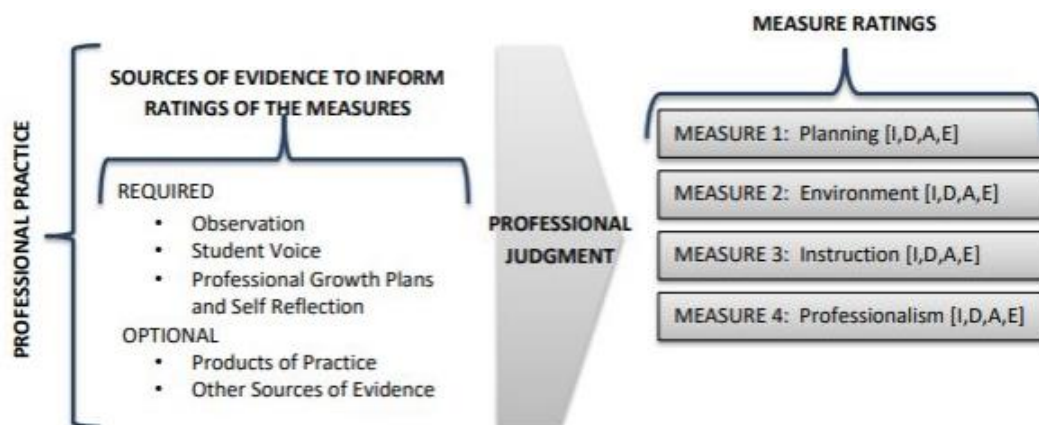 PROFESSIONAL PRACTICE
SOURCES OF EVIDENCE TO INFORM
RATINGS OF THE MEASURES
REQUIRED
• Observation
• Student Voice
• Professional Growth Plans
and Self Reflection
OPTIONAL
• Products of Practice
• Other Sources of Evidence
PROFESSIONAL
JUDGMENT
MEASURE RATINGS
MEASURE 1: Planning [I,D,A,E]
MEASURE 2: Environment [I,D,A,E]
MEASURE 3: Instruction [I,D,A,E]
MEASURE 4: Professionalism [I,D,A,E]